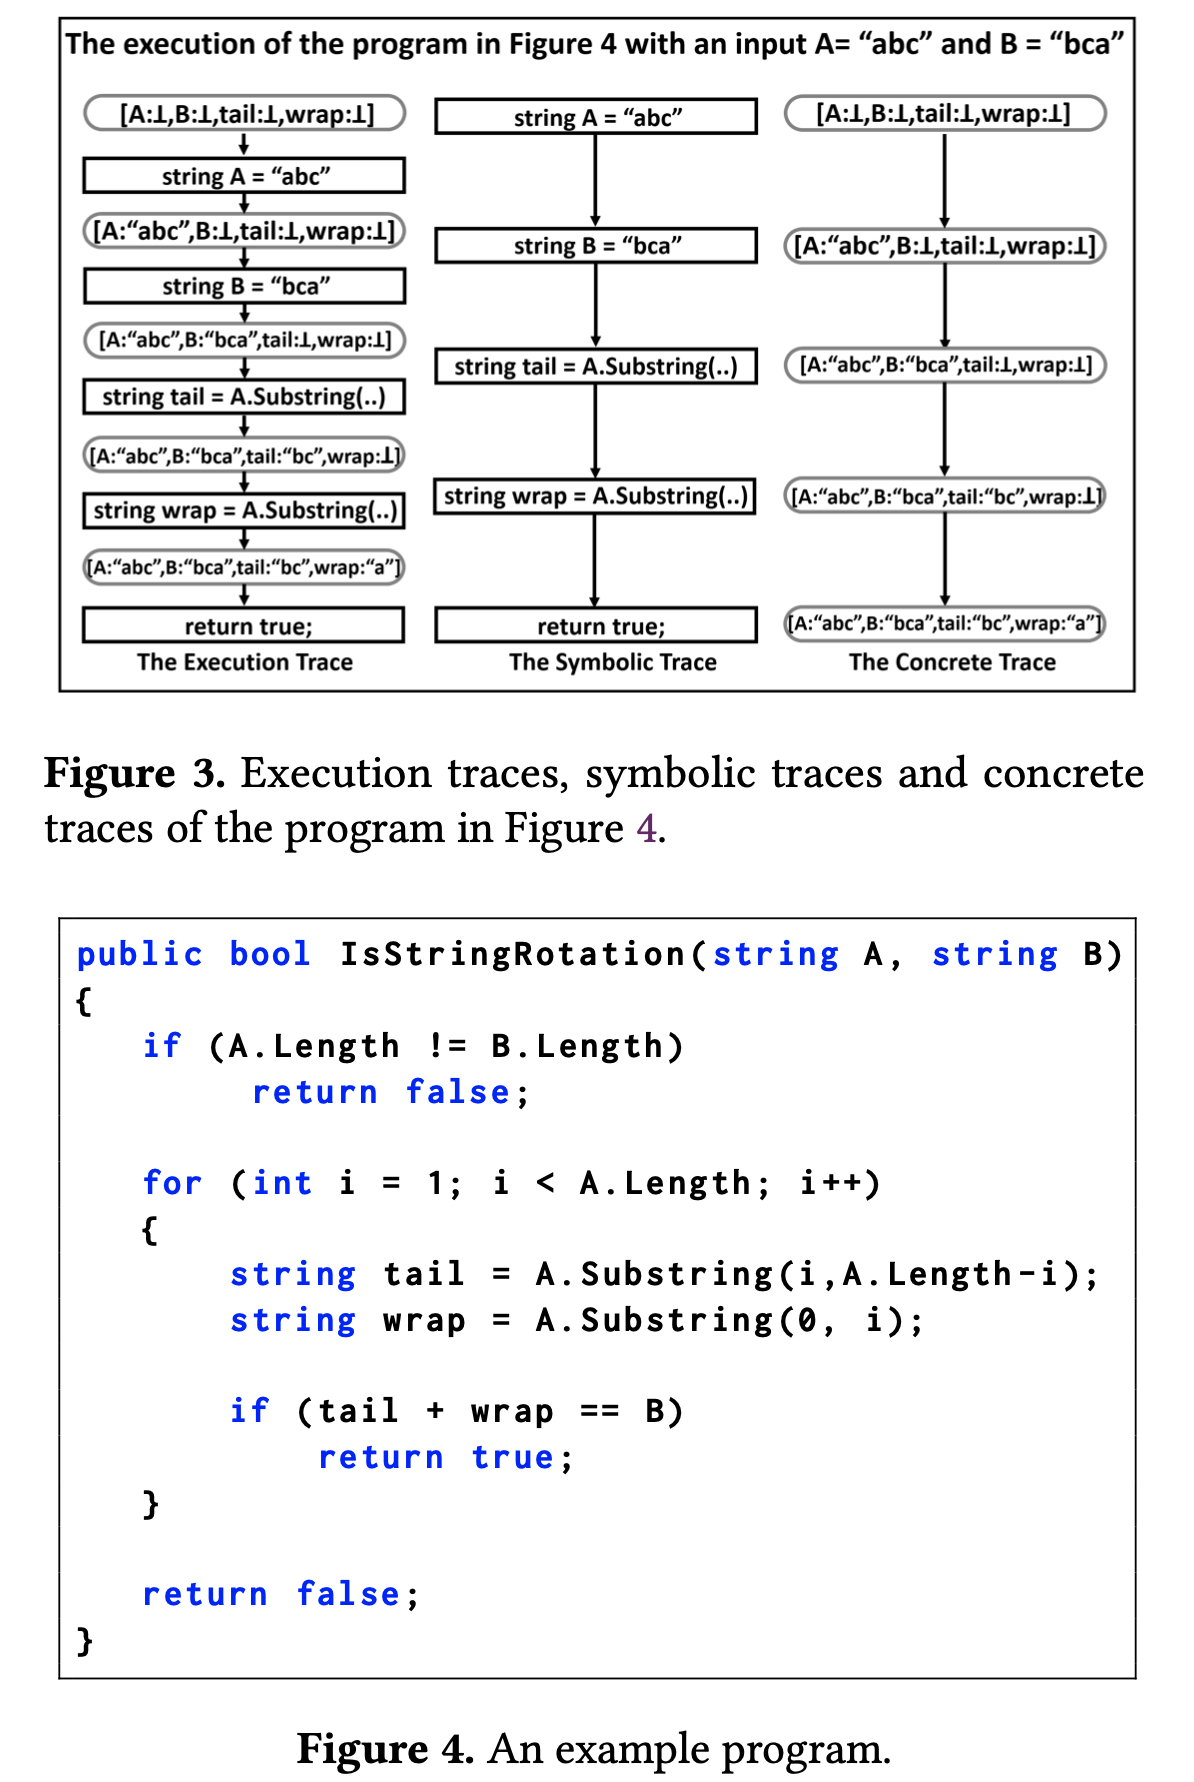 The execution of the program in Figure 4 with an input A= “abc” and B = “bca”
[A:⊥,B:⊥,tail:⊥,wrap:⊥]
string A = “abc”
[A:“abc”,B:⊥,tail:⊥,wrap:⊥]
string B = “bca”
[A:“abc”,B:“bca”,tail:⊥,wrap:⊥]
string tail = A.Substring(..)
[A:“abc”,B:“bca”,tail:“bc”,wrap:⊥]
string wrap = A.Substring(..)
[A:“abc”,B:“bca”,tail:“bc”,wrap:“a”]
return true;
The Execution Trace
string A = “abc”
string B = “bca”
string tail = A.Substring(..)
string wrap = A.Substring(..)
return true;
The Symbolic Trace
[A:⊥,B:⊥,tail:⊥,wrap:⊥]
[A:“abc”,B:⊥,tail:⊥,wrap:⊥]
[A:“abc”,B:“bca”,tail:⊥,wrap:⊥]
[A:“abc”,B:“bca”,tail:“bc”,wrap:⊥]
[A:“abc”,B:“bca”,tail:“bc”,wrap:“a”]
The Concrete Trace
Figure 3. Execution traces, symbolic traces and concrete
traces of the program in Figure 4.
public bool IsStringRotation(string A, string B)
{
if (A.Length != B.Length)
return false;
for (int i = 1; i < A.Length; i++)
{
string tail = A.Substring(i,A.Length-i);
string wrap = A.Substring(0, i);
if (tail + wrap == B)
return true;
}
return false;
}
Figure 4. An example program.